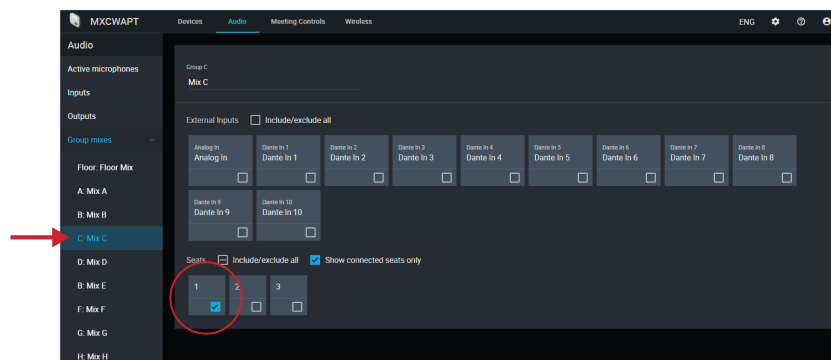 MXCWAPT
Devices Audio Meeting Controls Wireless ENG
Audio
Active microphones
Inputs
Outputs
Group mixes
Floor: Floor Mix
A: Mix A
B: Mix B
C: Mix C
D: Mix D
B: Mix E
F: Mix F
G: Mix G
H: Mix H
Group C
Mix C
External Inputs Include/exclude all
Analog In Dante In 1 Dante In 2 Dante In 3 Dante In 4 Dante In 5 Dante In 6 Dante In 7 Dante In 8
Analog In Dante In 1 Dante In 2 Dante In 3 Dante In 4 Dante In 5 Dante In 6 Dante In 7 Dante In 8
Dante In 9 Dante In 10
Dante In 9 Dante In 10
Seats Include/exclude all Show connected seats only
1 2 3